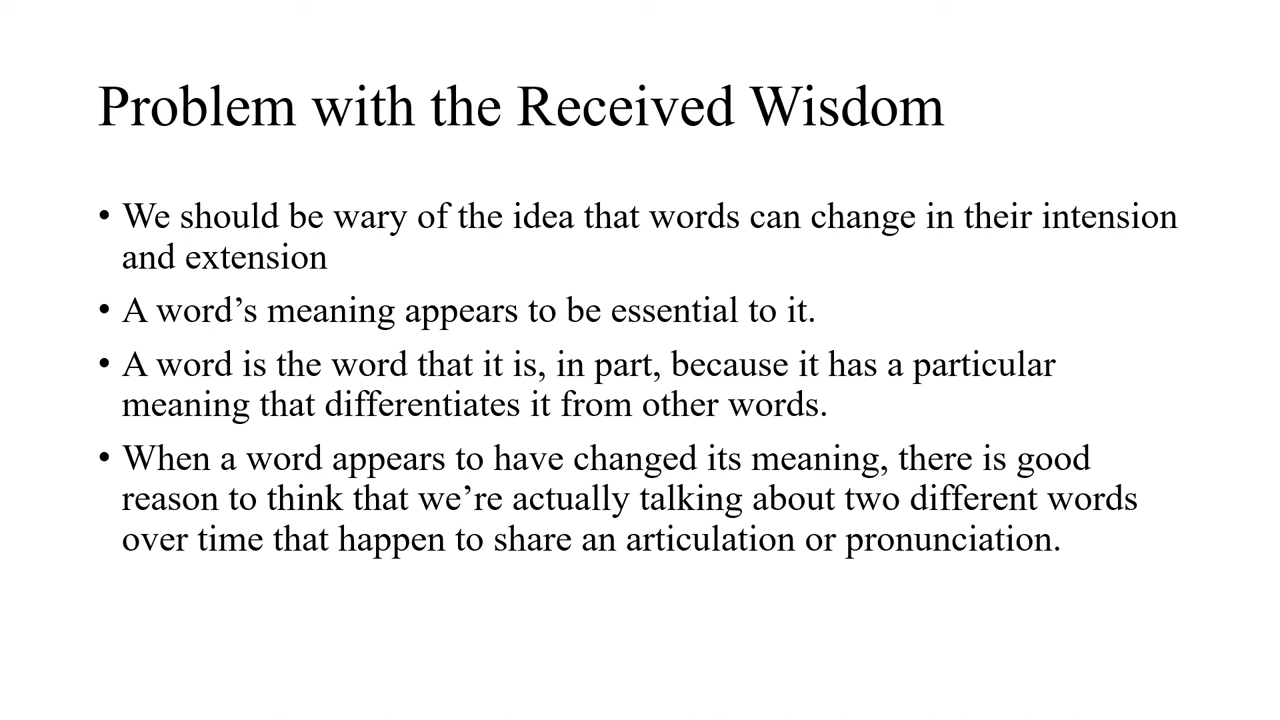 Problem with the Received Wisdom
• We should be wary of the idea that words can change in their intension
and extension
• A word’s meaning appears to be essential to it.
• A word is the word that it is, in part, because it has a particular
meaning that differentiates it from other words.
• When a word appears to have changed its meaning, there is good
reason to think that we’re actually talking about two different words
over time that happen to share an articulation or pronunciation.